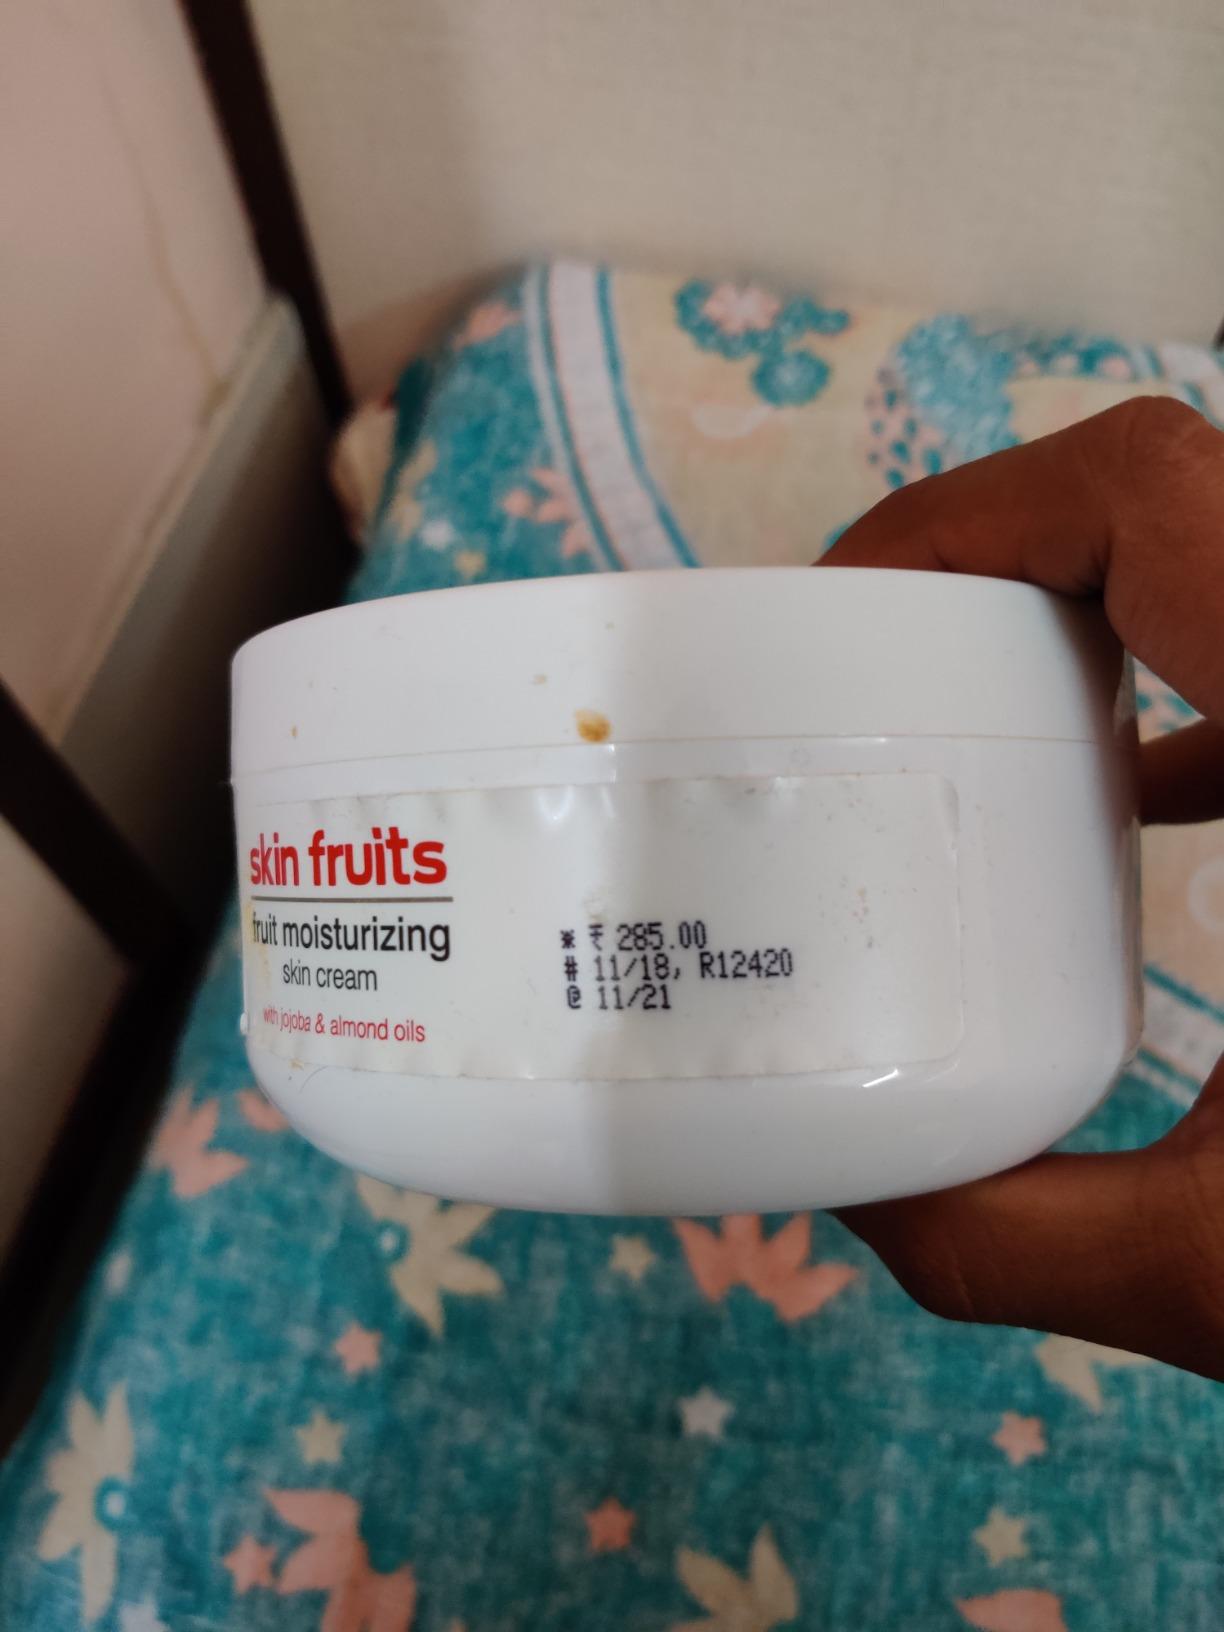 skin fruits
fruit moisturizing
skin cream
with jojoba & almond oils
* ₹ 285.00
# 11/18, R12420
@ 11/21